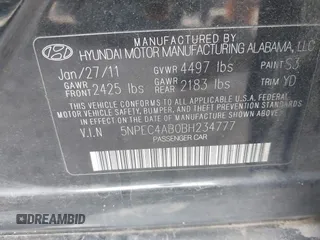 MANUFACTURED BY
HYUNDAI MOTOR MANUFACTURING ALABAMA, LLC
Jan/27/11 GVWR 4497 lbs PAINT S3
GAWR FRONT 2425 lbs GAWR REAR 2183 lbs TRIM YD
THIS VEHICLE CONFORMS TO ALL APPLICABLE U.S. FEDERAL MOTOR
VEHICLE SAFETY, BUMPER, AND THEFT PREVENTION STANDARDS
IN EFFECT ON THE DATE OF MANUFACTURE SHOWN ABOVE.
V.I.N 5NPEC4AB0BH234777
PASSENGER CAR
DREAMBID